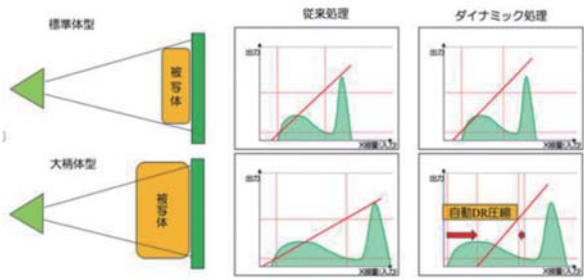 標準体型
従来処理
ダイナミック処理
被写体
出力
X線量(入力)
出力
X線量(入力)
大柄体型
被写体
出力
X線量(入力)
出力
自動DR圧縮
X線量(入力)